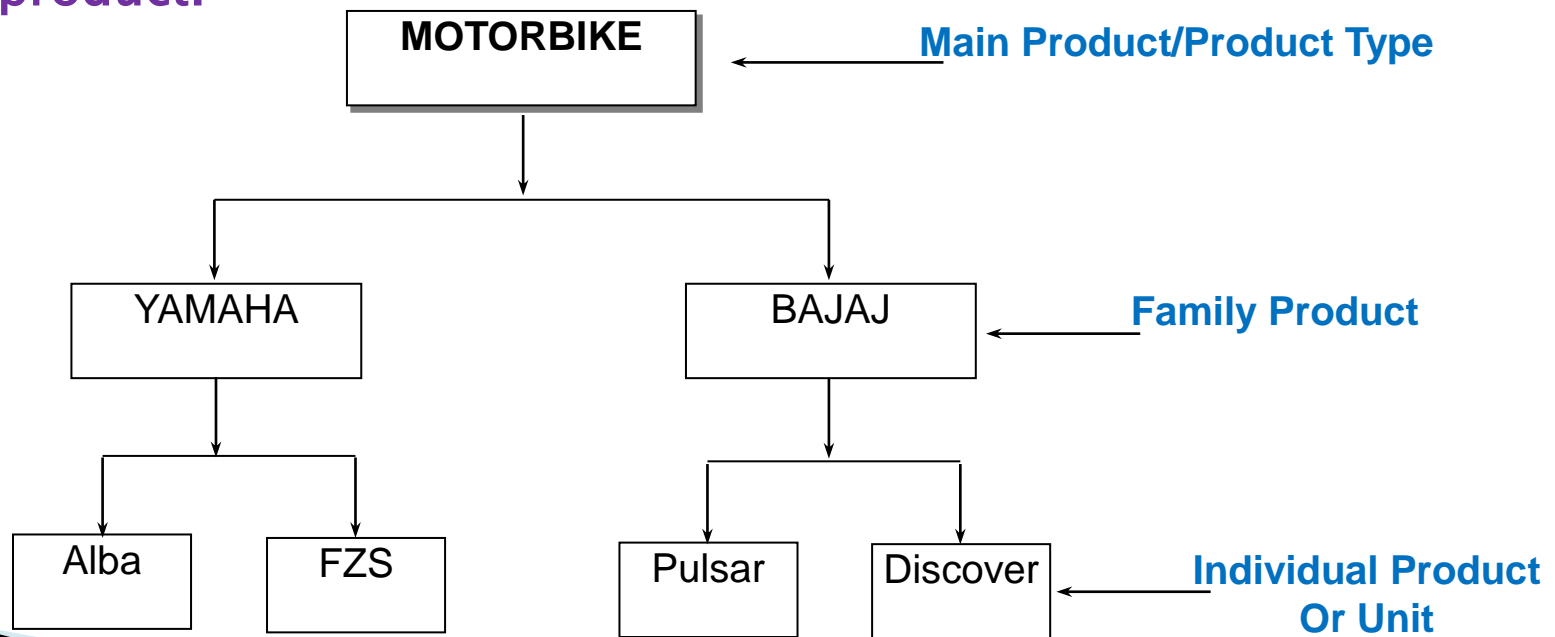 product.
MOTORBIKE
Main Product/Product Type
YAMAHA
BAJAJ
Family Product
Alba
FZS
Pulsar
Discover
Individual Product
Or Unit